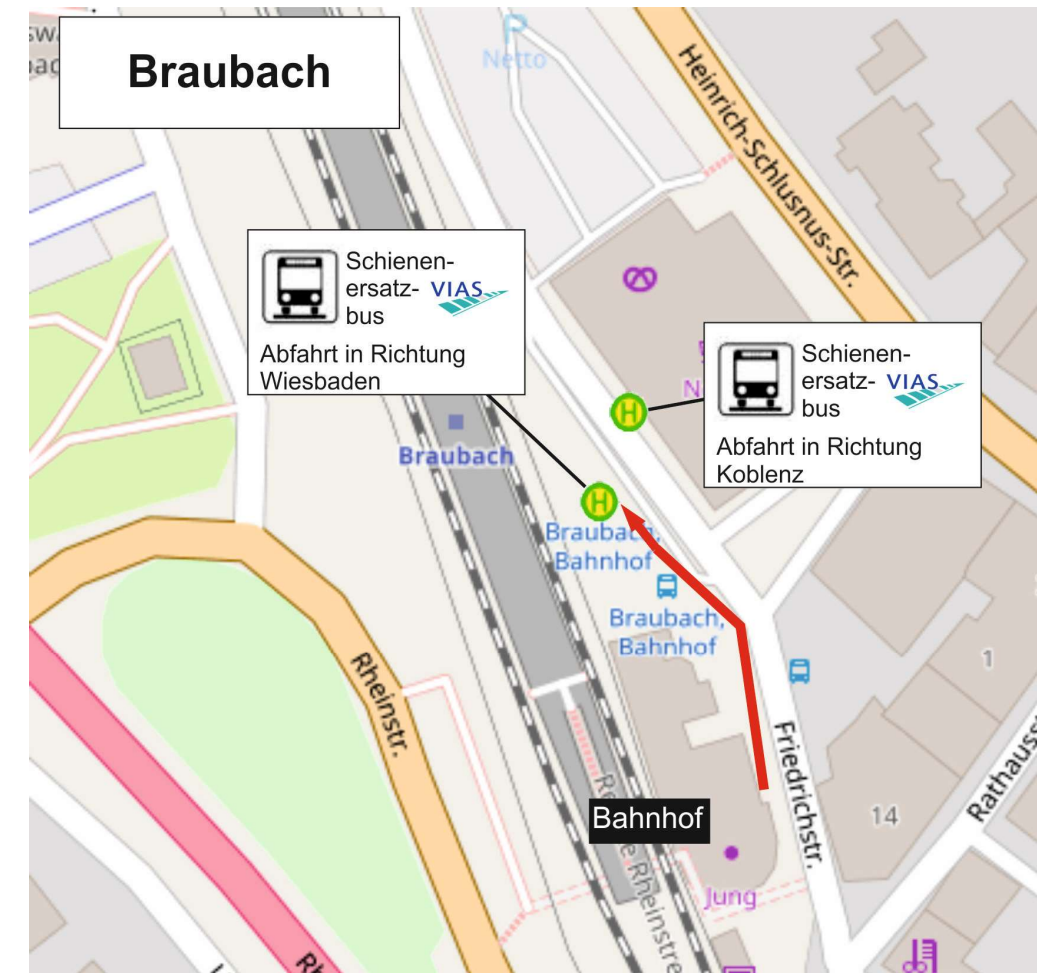 Braubach
Netto
Heinrich-Schlusnus-Str.
Schienen-
ersatz-
bus
VIAS
Abfahrt in Richtung
Wiesbaden
Schienen-
ersatz-
bus
VIAS
Abfahrt in Richtung
Koblenz
H
Braubach
H
Braubach,
Bahnhof
Braubach,
Bahnhof
1
Rheinstr.
Friedrichstr.
14
Bahnhof
Jung